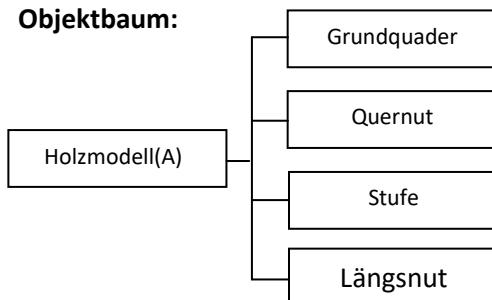 Objektbaum:
Grundquader
Quernut
Holzmodell(A)
Stufe
Längsnut